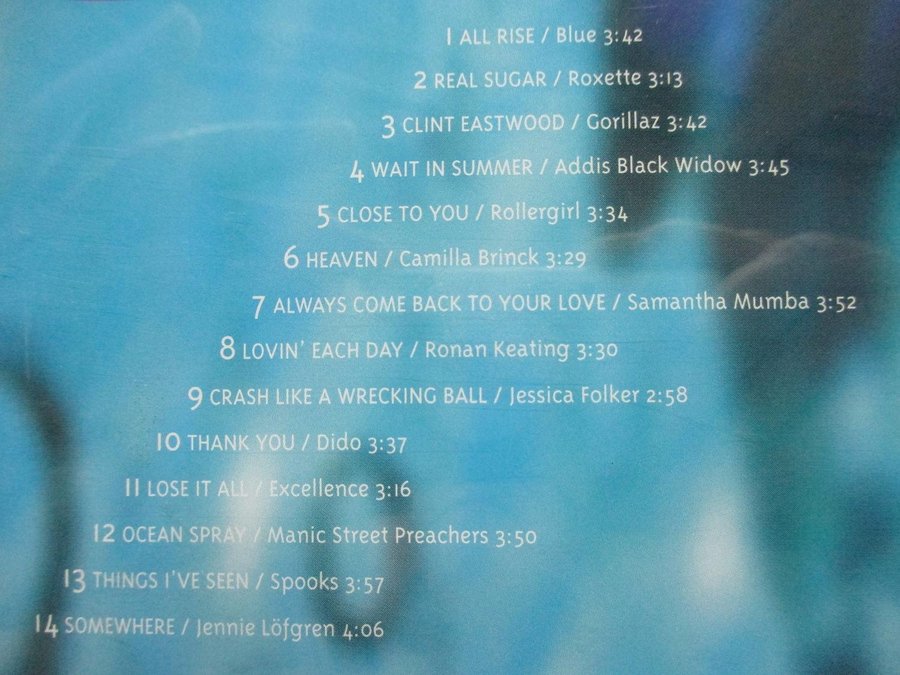 1 ALL RISE / Blue 3:42
2 REAL SUGAR / Roxette 3:13
3 CLINT EASTWOOD / Gorillaz 3:42
4 WAIT IN SUMMER / Addis Black Widow 3:45
5 CLOSE TO YOU / Rollergirl 3:34
6 HEAVEN / Camilla Brinck 3:29
7 ALWAYS COME BACK TO YOUR LOVE / Samantha Mumba 3:52
8 LOVIN' EACH DAY / Ronan Keating 3:30
9 CRASH LIKE A WRECKING BALL / Jessica Folker 2:58
10 THANK YOU / Dido 3:37
11 LOSE IT ALL / Excellence 3:16
12 OCEAN SPRAY / Manic Street Preachers 3:50
13 THINGS I'VE SEEN / Spooks 3:57
14 SOMEWHERE / Jennie Löfgren 4:06